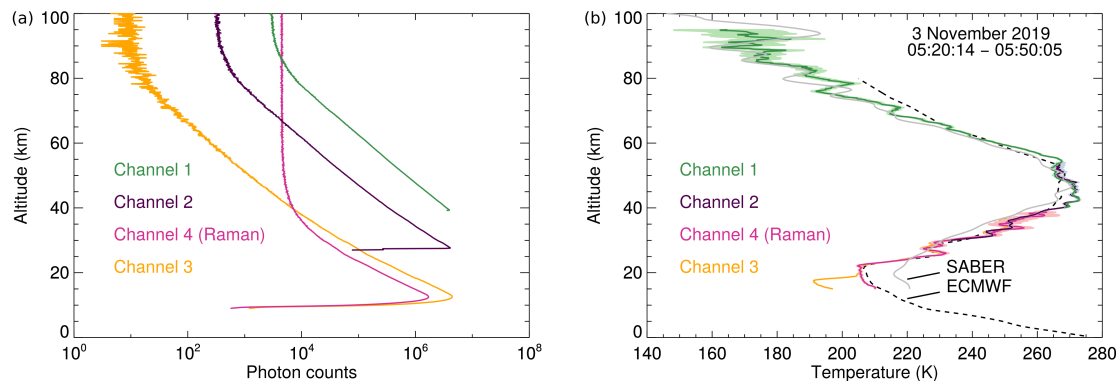 (a)
100
80
60
40
20
0
Altitude (km)
Channel 1
Channel 2
Channel 4 (Raman)
Channel 3
10^0 10^2 10^4 10^6 10^8
Photon counts
(b)
100
80
60
40
20
0
Altitude (km)
3 November 2019
05:20:14 − 05:50:05
Channel 1
Channel 2
Channel 4 (Raman)
Channel 3
SABER
ECMWF
140 160 180 200 220 240 260 280
Temperature (K)